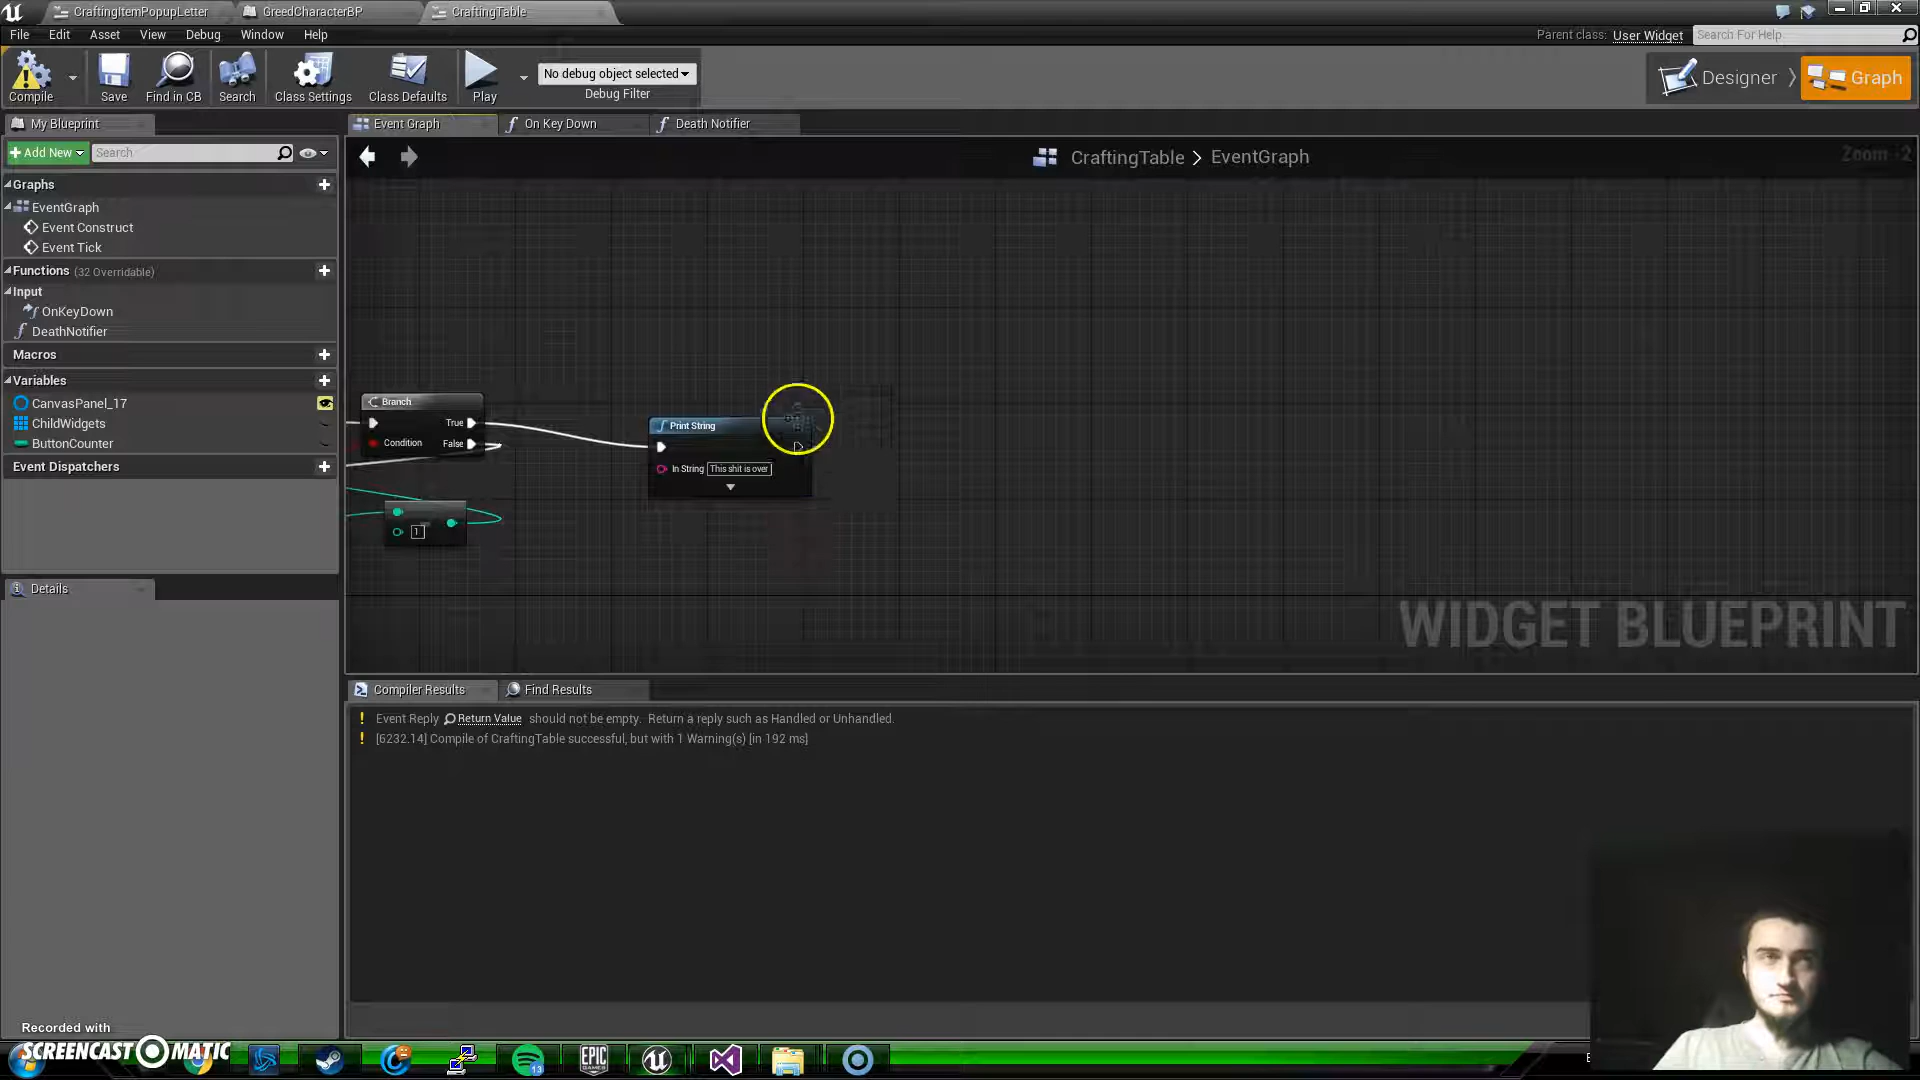 CraftingItemPopupLetter GreedCharacterBP CraftingTable
File Edit Asset View Debug Window Help Parent class: User Widget Search For Help
Compile Save Find in CB Search Class Settings Class Defaults Play No debug object selected Debug Filter Designer Graph
My Blueprint Event Graph On Key Down Death Notifier
Add New Search CraftingTable > EventGraph Zoom -2
Graphs
EventGraph
Event Construct
Event Tick
Functions (32 Overridable)
Input
OnKeyDown
DeathNotifier
Macros
Variables
CanvasPanel_17
ChildWidgets
ButtonCounter
Event Dispatchers
Branch
True
Condition False
1
Print String
In String This shit is over
WIDGET BLUEPRINT
Details
Compiler Results Find Results
Event Reply Return Value should not be empty. Return a reply such as Handled or Unhandled.
[6232.14] Compile of CraftingTable successful, but with 1 Warning(s) [in 192 ms]
Recorded with
SCREENCAST MATIC
13
EPIC GAMES